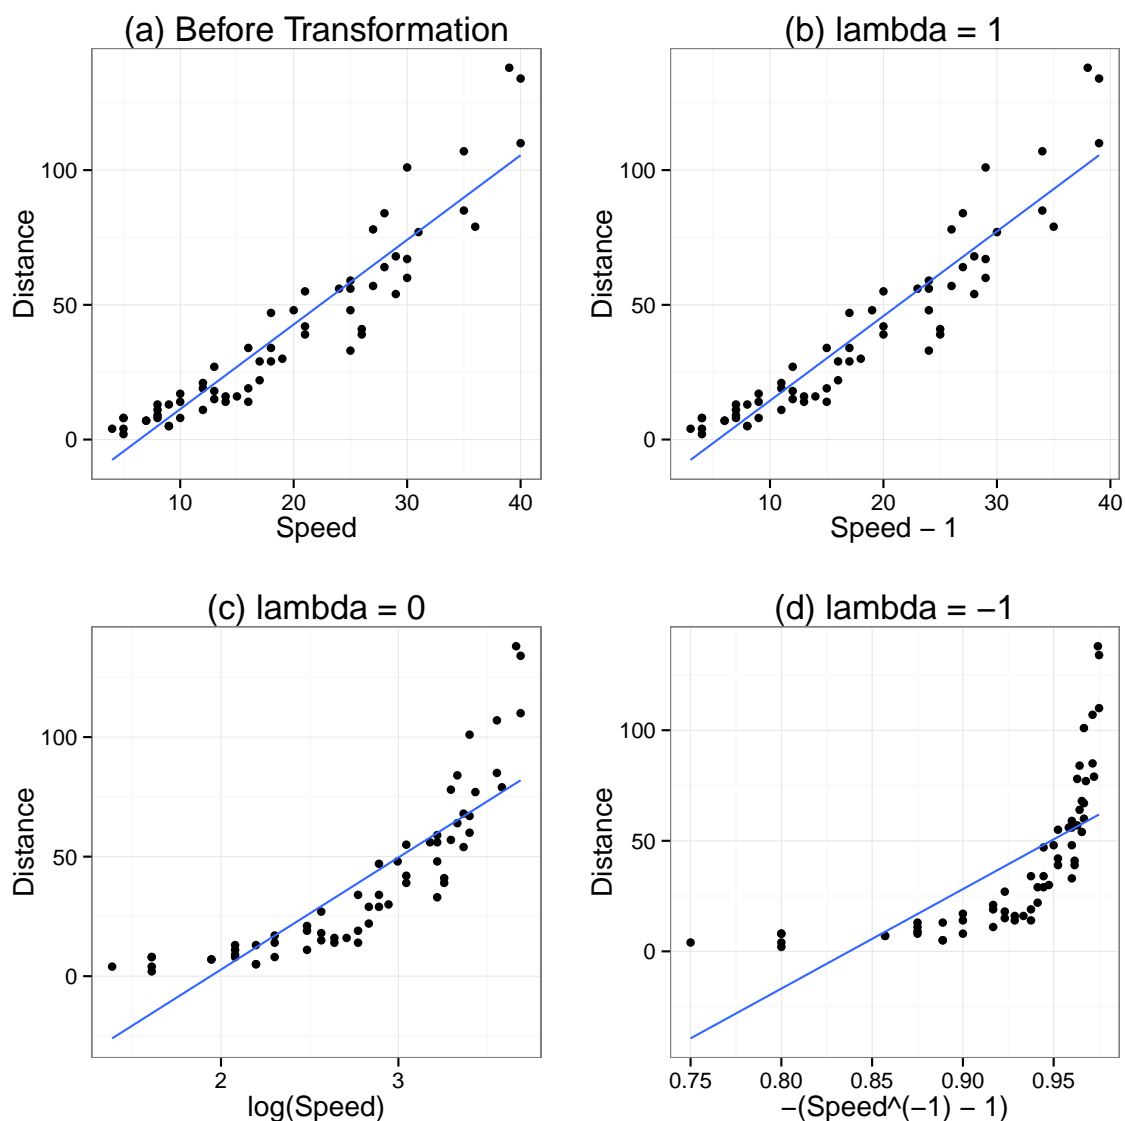 (a) Before Transformation
Distance
100
50
0
10 20 30 40
Speed
(b) lambda = 1
Distance
100
50
0
10 20 30 40
Speed − 1
(c) lambda = 0
Distance
100
50
0
2 3
log(Speed)
(d) lambda = −1
Distance
100
50
0
0.75 0.80 0.85 0.90 0.95
−(Speed^(−1) − 1)